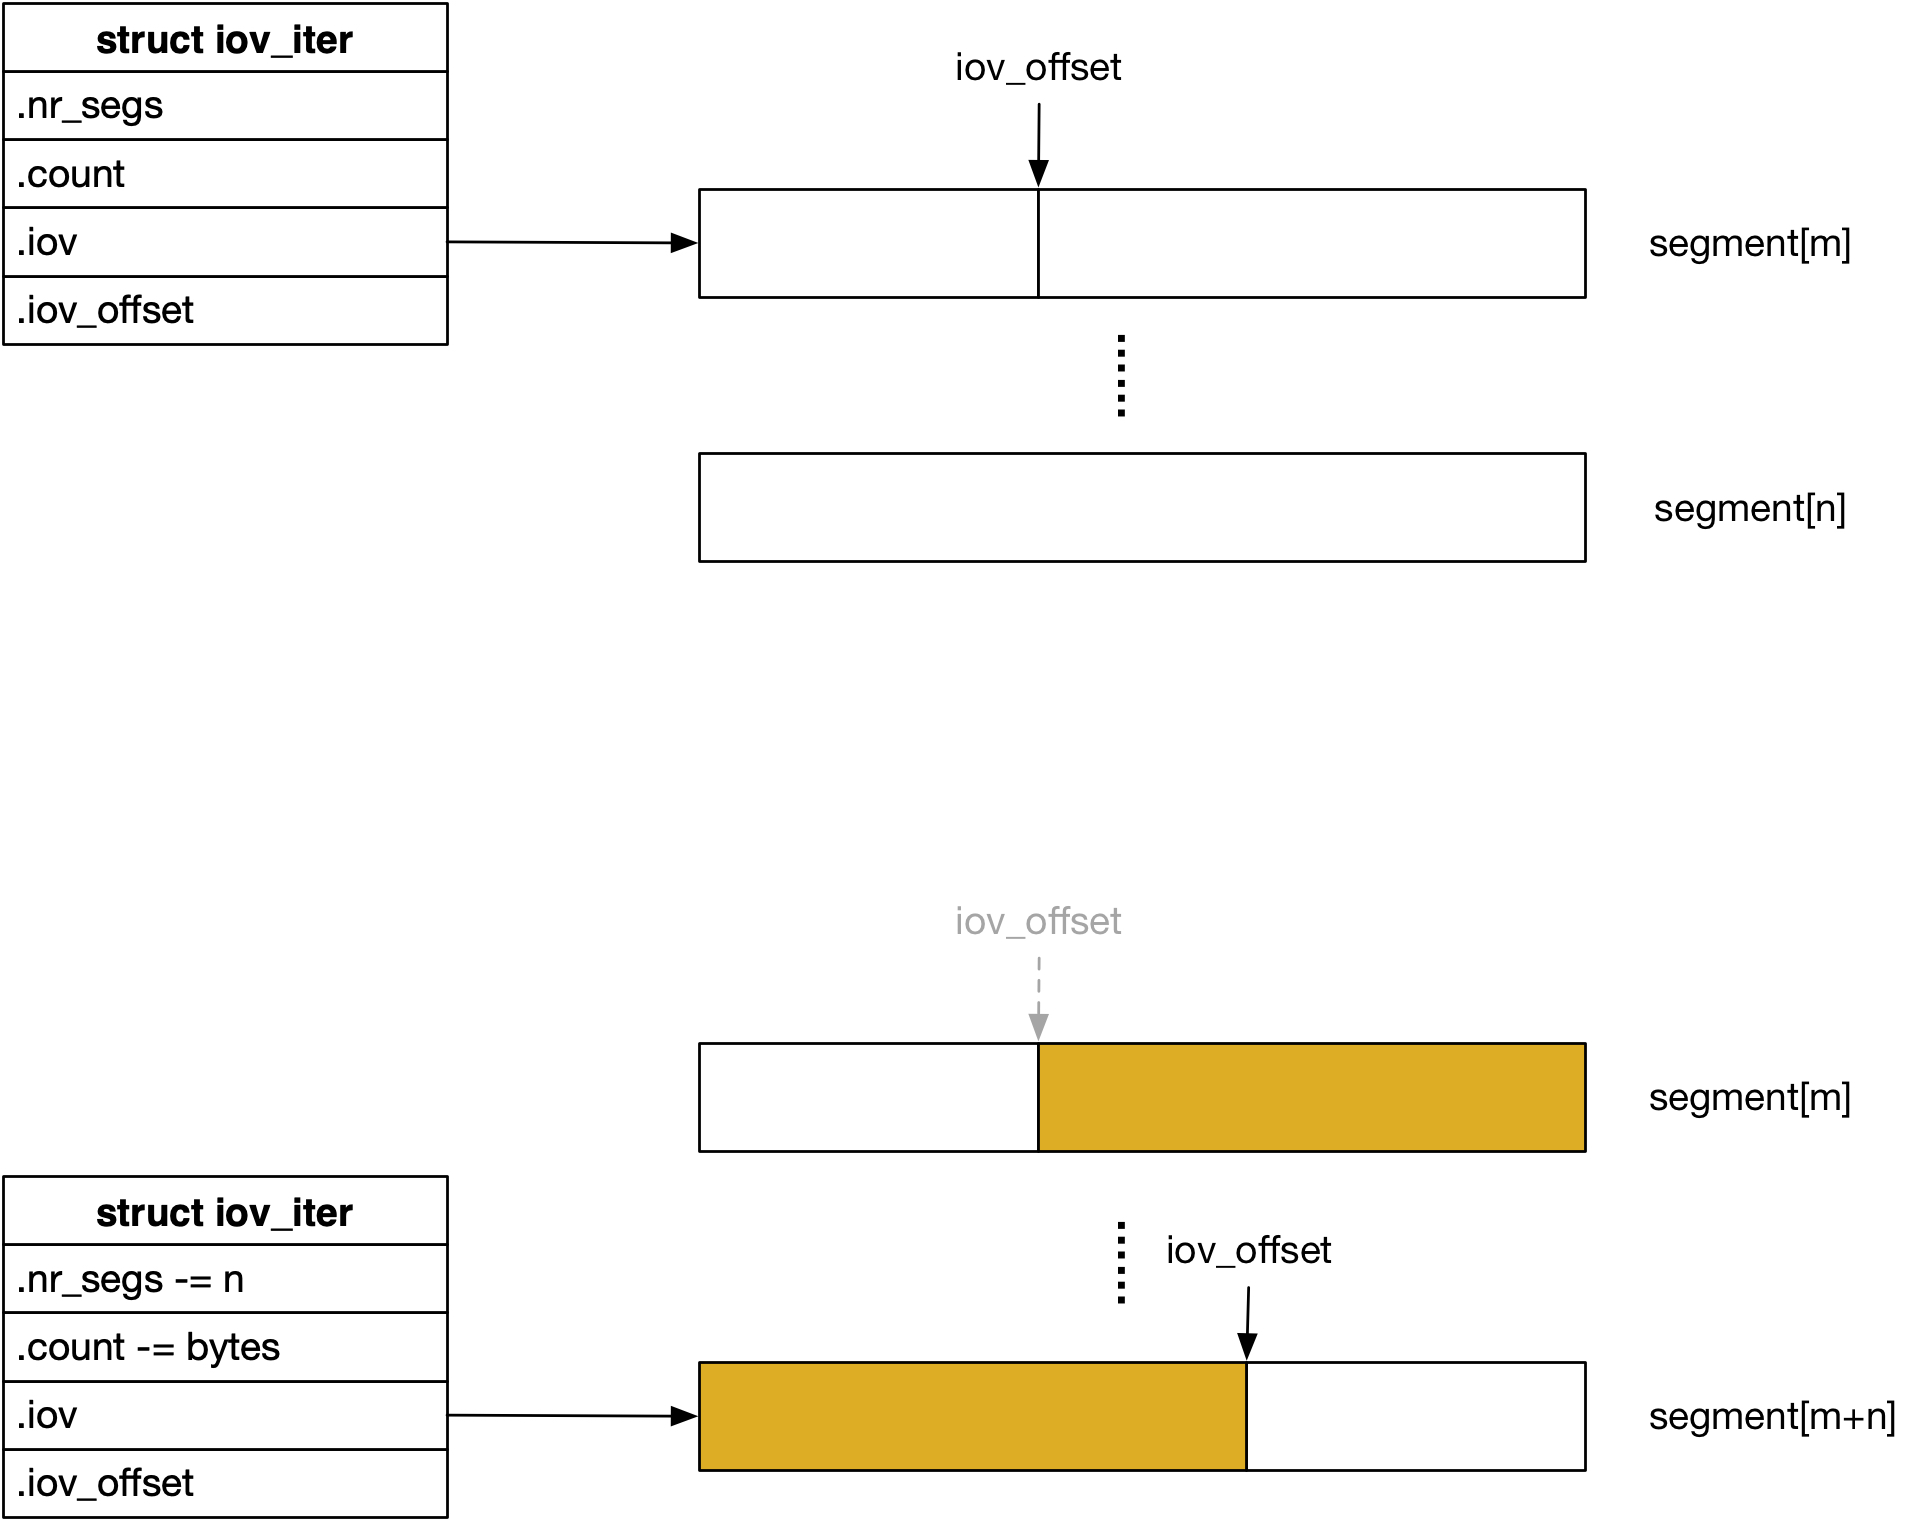 struct iov_iter
.nr_segs
.count
.iov
.iov_offset
iov_offset
segment[m]
segment[n]
iov_offset
segment[m]
struct iov_iter
.nr_segs -= n
.count -= bytes
.iov
.iov_offset
iov_offset
segment[m+n]